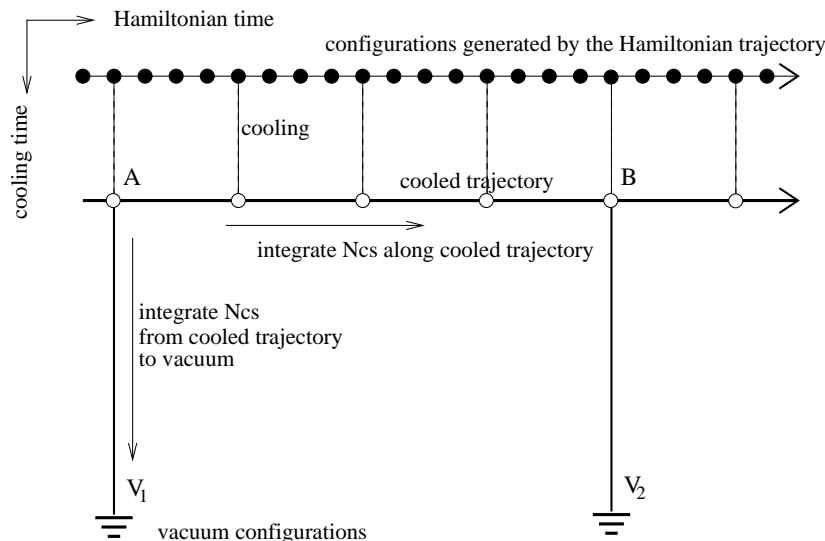 Hamiltonian time
configurations generated by the Hamiltonian trajectory
cooling time
cooling
A
cooled trajectory
B
integrate Ncs along cooled trajectory
integrate Ncs
from cooled trajectory
to vacuum
V1
V2
vacuum configurations